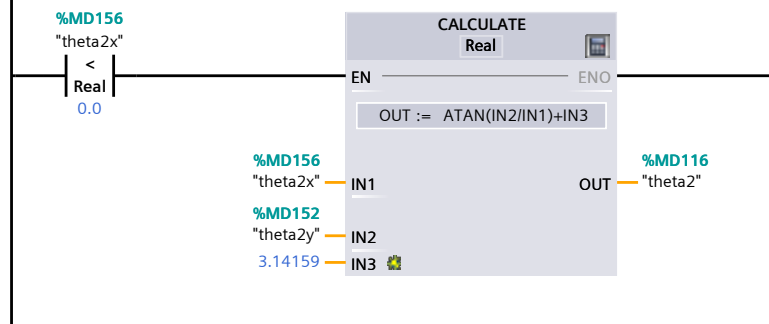 %MD156
"theta2x"
<
Real
0.0
CALCULATE
Real
EN
ENO
OUT := ATAN(IN2/IN1)+IN3
%MD156
"theta2x"
IN1
%MD116
"theta2"
OUT
%MD152
"theta2y"
IN2
3.14159
IN3